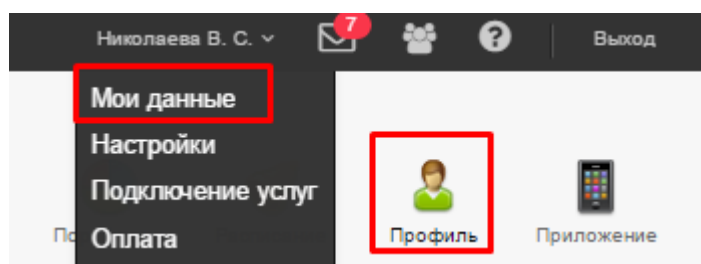 Николаева В. С.
7
?
Выход
Мои данные
Настройки
Подключение услуг
Оплата
Профиль
Приложение